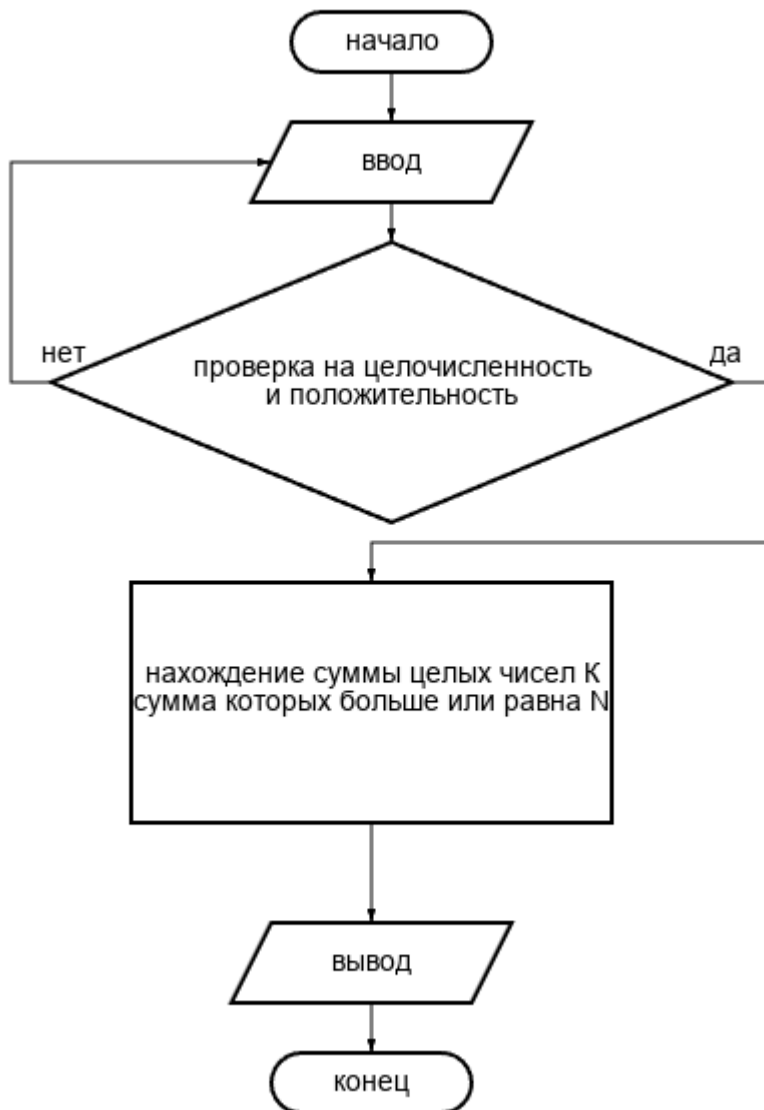 начало
ввод
нет
да
проверка на целочисленность
и положительность
нахождение суммы целых чисел К
сумма которых больше или равна N
вывод
конец